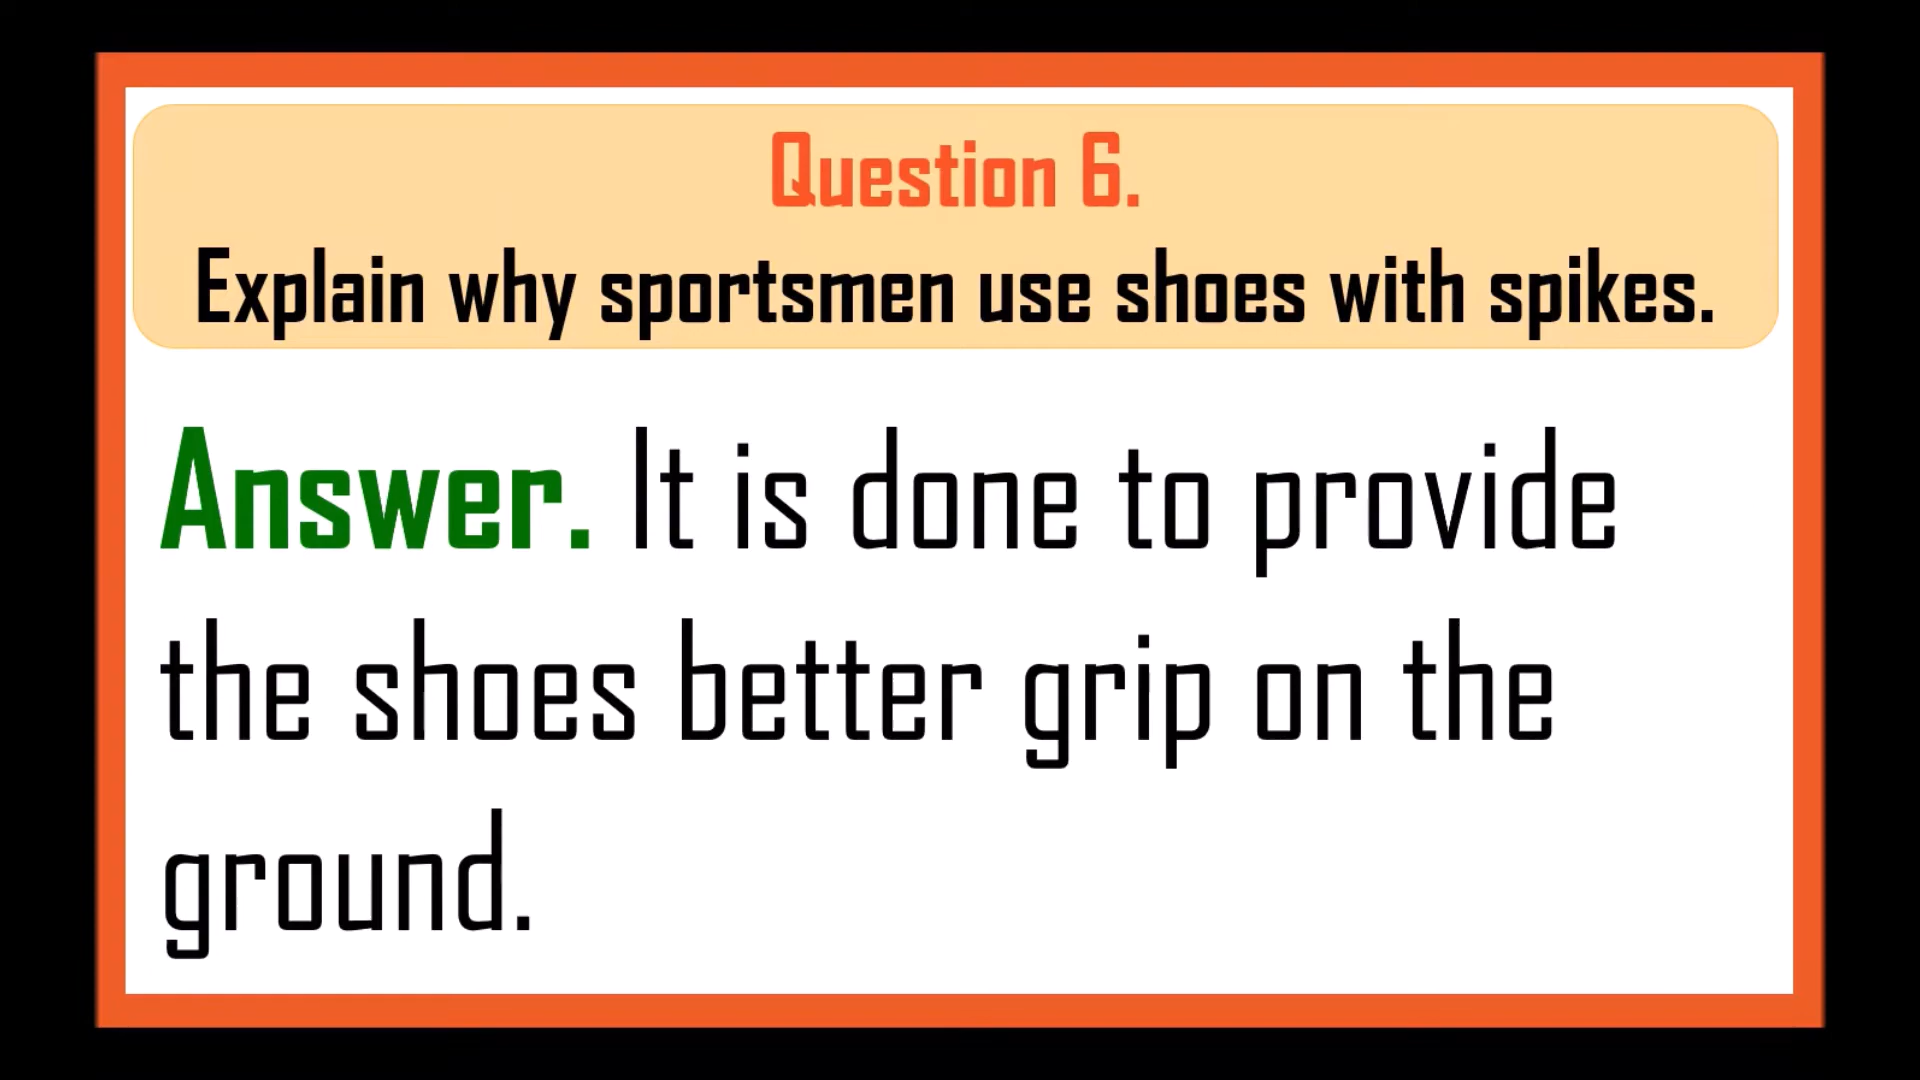 Question 6.
Explain why sportsmen use shoes with spikes.
Answer. It is done to provide
the shoes better grip on the
ground.